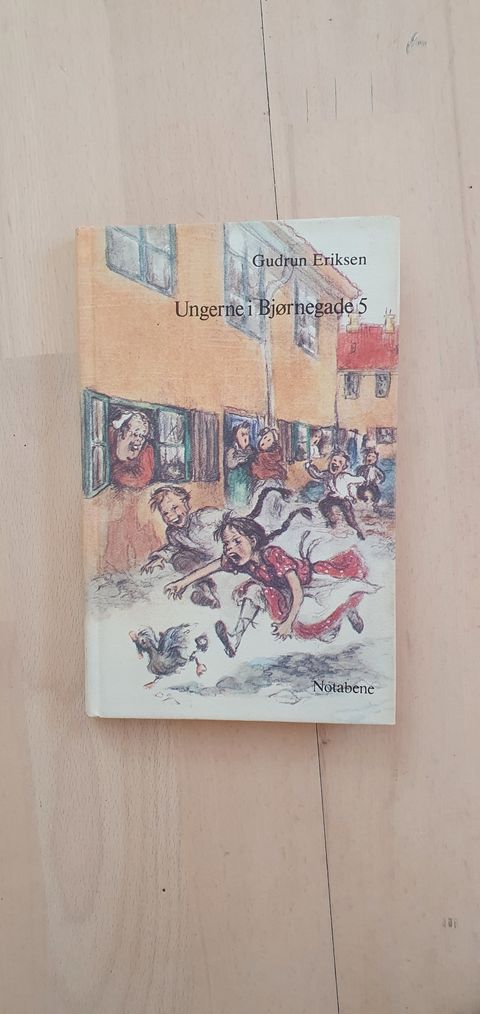 Gudrun Eriksen
Ungerne i Bjørnegade 5
Notabene